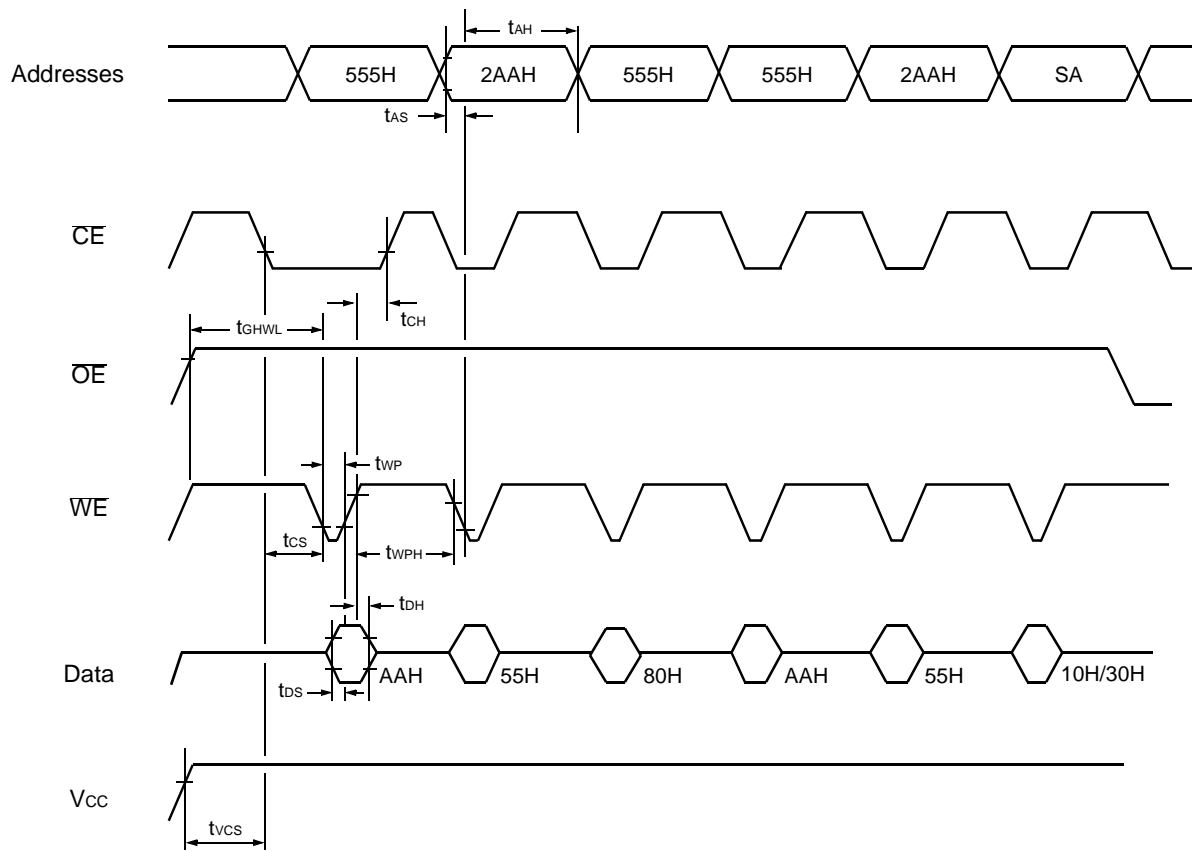 tAH
Addresses 555H 2AAH 555H 555H 2AAH SA
tAS
CE
tCH
tGHWL
OE
tWP
WE
tCS tWPH
tDH
Data AAH 55H 80H AAH 55H 10H/30H
tDS
VCC
tVCS